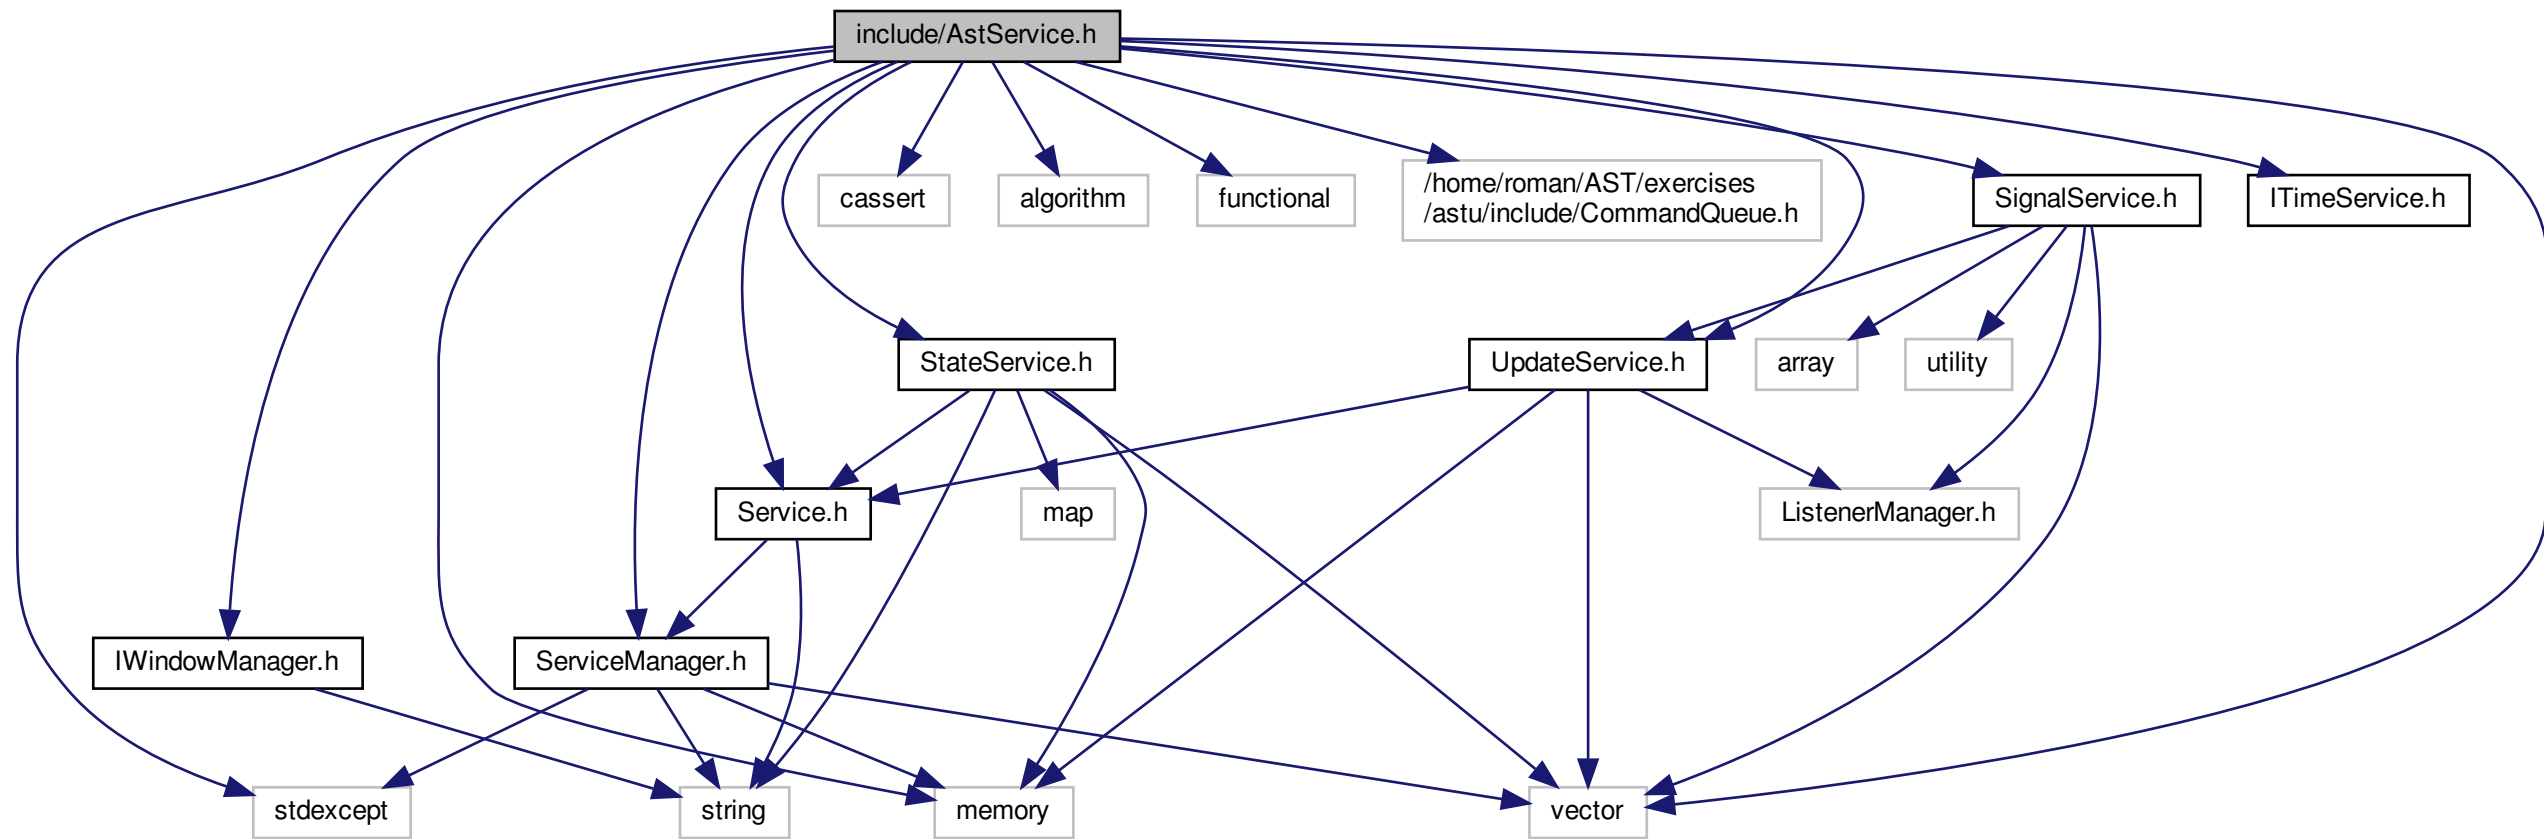 include/AstService.h
cassert
algorithm
functional
/home/roman/AST/exercises
/astu/include/CommandQueue.h
SignalService.h
ITimeService.h
StateService.h
UpdateService.h
array
utility
Service.h
map
ListenerManager.h
IWindowManager.h
ServiceManager.h
stdexcept
string
memory
vector